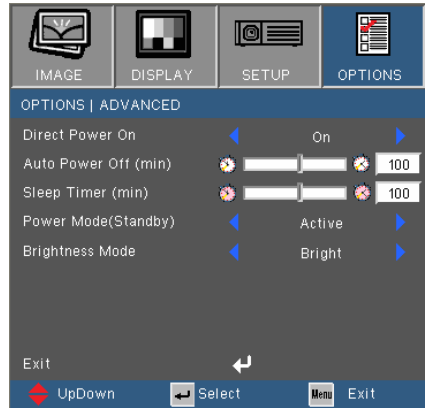 IMAGE DISPLAY SETUP OPTIONS
OPTIONS | ADVANCED
Direct Power On On
Auto Power Off (min) 100
Sleep Timer (min) 100
Power Mode(Standby) Active
Brightness Mode Bright
Exit
UpDown Select Menu Exit